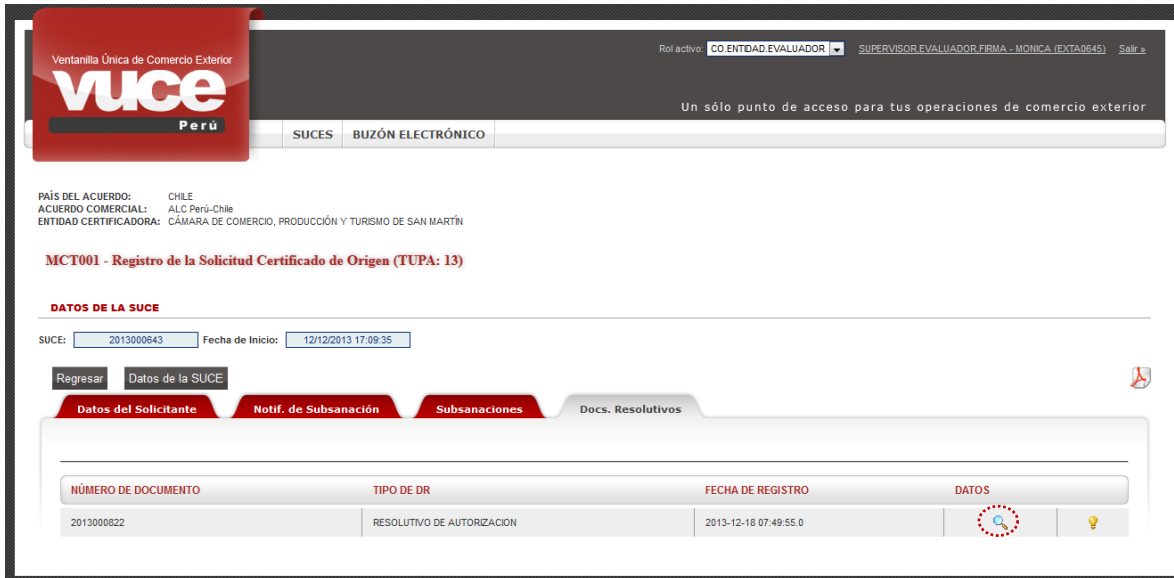 Ventanilla Única de Comercio Exterior
vuce
Perú
Rol activo: CO.ENTIDAD.EVALUADOR SUPERVISOR.EVALUADOR.FIRMA - MONICA (EXTA0645) Salir »
Un sólo punto de acceso para tus operaciones de comercio exterior
SUCES BUZÓN ELECTRÓNICO
PAÍS DEL ACUERDO: CHILE
ACUERDO COMERCIAL: ALC Perú-Chile
ENTIDAD CERTIFICADORA: CÁMARA DE COMERCIO, PRODUCCIÓN Y TURISMO DE SAN MARTÍN
MCT001 - Registro de la Solicitud Certificado de Origen (TUPA: 13)
DATOS DE LA SUCE
SUCE: 2013000643 Fecha de Inicio: 12/12/2013 17:09:35
Regresar Datos de la SUCE
Datos del Solicitante Notif. de Subsanación Subsanaciones Docs. Resolutivos
NÚMERO DE DOCUMENTO TIPO DE DR FECHA DE REGISTRO DATOS
2013000822 RESOLUTIVO DE AUTORIZACION 2013-12-18 07:49:55.0